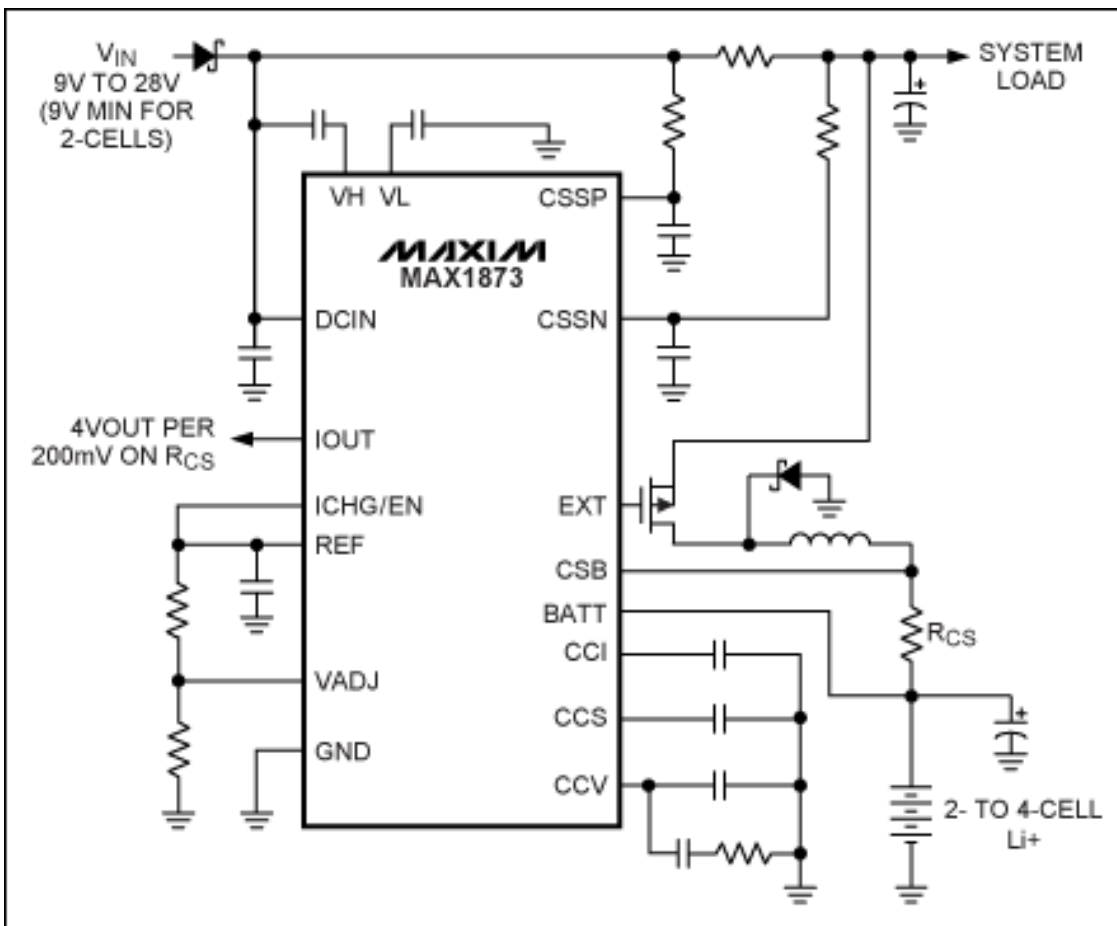 VIN
9V TO 28V
(9V MIN FOR
2-CELLS)
SYSTEM
LOAD
+
VH VL
CSSP
MAXIM
MAX1873
DCIN
CSSN
4VOUT PER
200mV ON RCS
IOUT
ICHG/EN
EXT
REF
CSB
BATT
RCS
CCI
VADJ
CCS
+
GND
CCV
2- TO 4-CELL
Li+